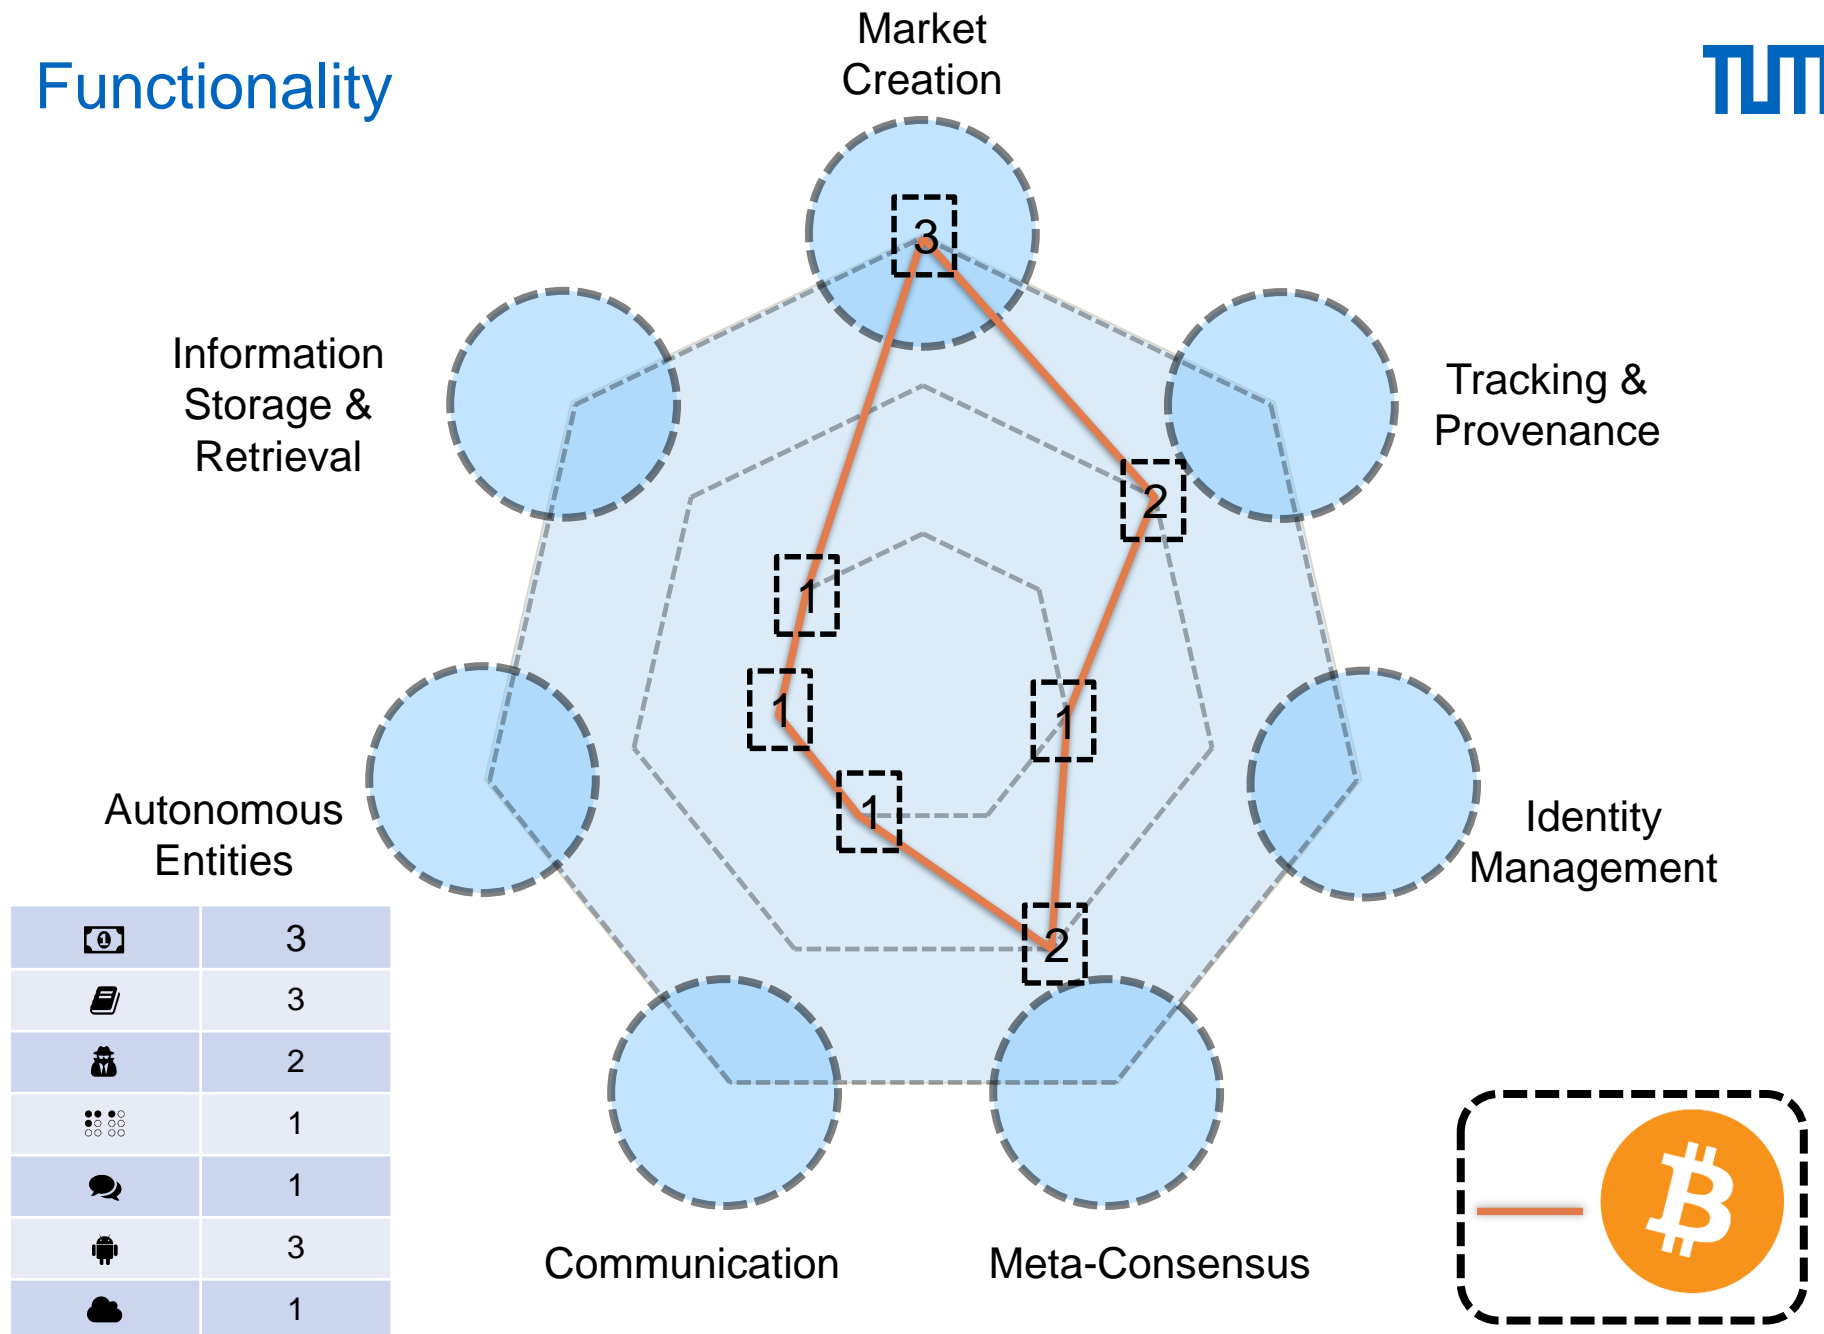 Functionality
Market
Creation
TUM
3
Information
Storage &
Retrieval
Tracking &
Provenance
2
1
1
1
1
Autonomous
Entities
Identity
Management
3
3
2
1
1
3
1
2
Communication
Meta-Consensus